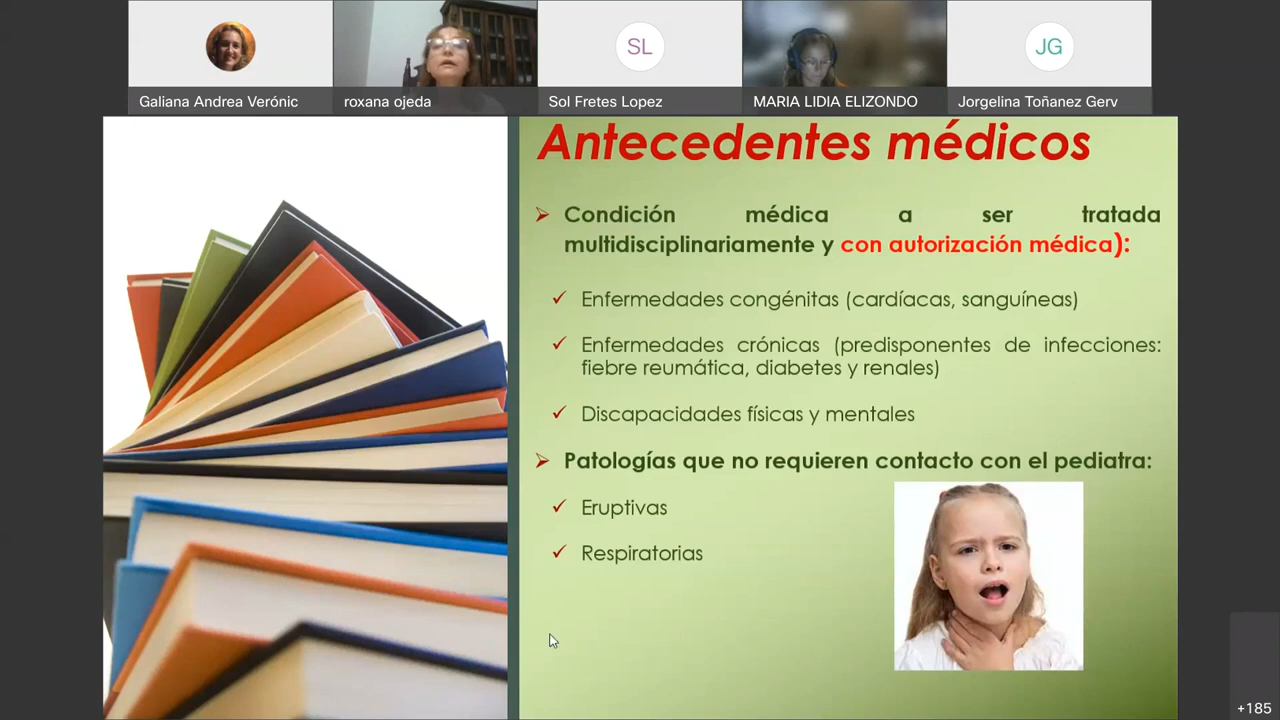 SL
JG
Galiana Andrea Verónic
roxana ojeda
Sol Fretes Lopez
MARIA LIDIA ELIZONDO
Jorgelina Toñanez Gerv
Antecedentes médicos
Condición médica a ser tratada
multidisciplinariamente y con autorización médica):
Enfermedades congénitas (cardíacas, sanguíneas)
Enfermedades crónicas (predisponentes de infecciones:
fiebre reumática, diabetes y renales)
Discapacidades físicas y mentales
Patologías que no requieren contacto con el pediatra:
Eruptivas
Respiratorias
+185